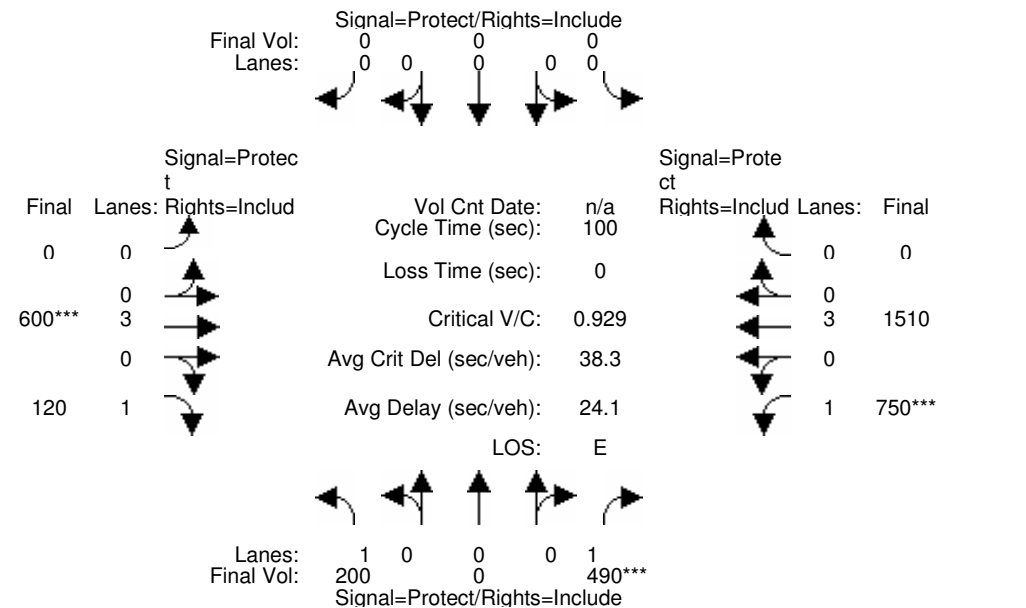 Signal=Protect/Rights=Include
Final Vol: 0 0 0
Lanes: 0 0 0 0 0
Signal=Protec
t
Signal=Prote
ct
Final Lanes: Rights=Includ Vol Cnt Date: n/a Rights=Includ Lanes: Final
Cycle Time (sec): 100
0 0 0 0
Loss Time (sec): 0
0 0
600*** 3 Critical V/C: 0.929 3 1510
0 Avg Crit Del (sec/veh): 38.3 0
120 1 Avg Delay (sec/veh): 24.1 1 750***
LOS: E
Lanes: 1 0 0 0 1
Final Vol: 200 0 490***
Signal=Protect/Rights=Include